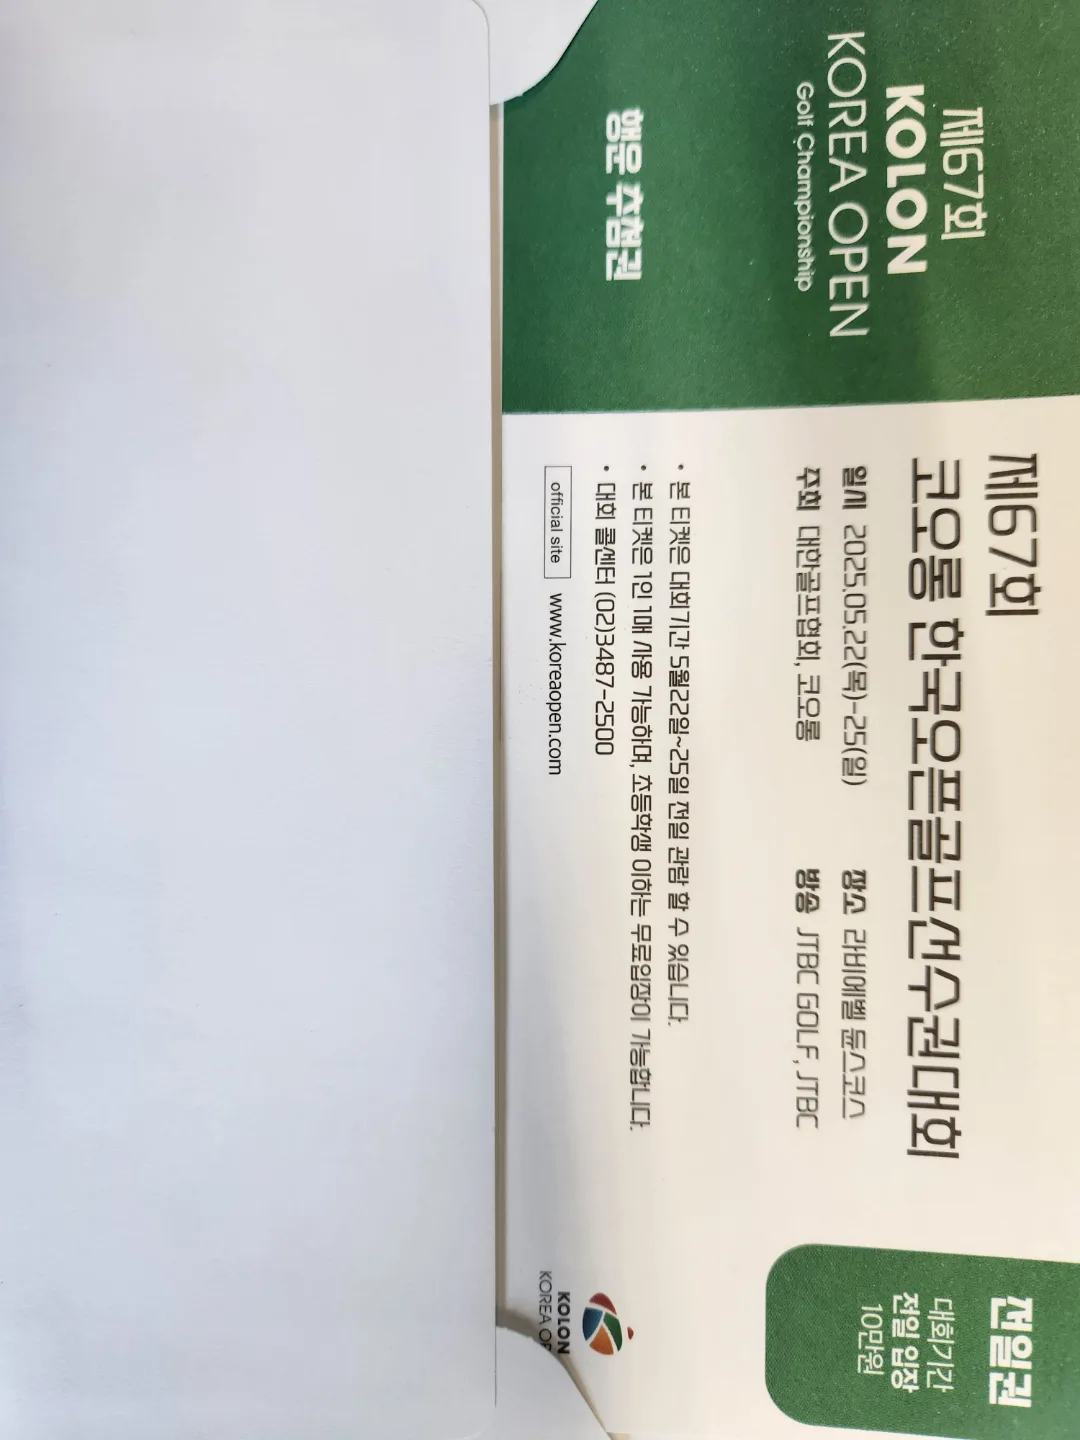 제67회
KOLON
KOREA OPEN
Golf Championship
행운 추첨권
제67회
코오롱 한국오픈골프선수권대회
일시 2025.05.22(목)-25(일)
장소 라비에벨 듄스코스
주최 대한골프협회, 코오롱
방송 JTBC GOLF, JTBC
• 본 티켓은 대회기간 5월22일~25일 전일 관람 할 수 있습니다.
• 본 티켓은 1인 1매 사용 가능하며, 초등학생 이하는 무료입장이 가능합니다.
• 대회 콜센터 (02)3487-2500
official site www.koreaopen.com
전일권
대회기간
전일 입장
10만원
KOLON
KOREA OP